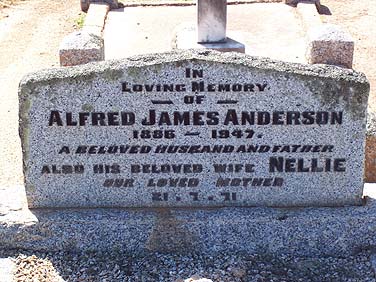 IN
LOVING MEMORY
OF
ALFRED JAMES ANDERSON
1886 — 1947.
A BELOVED HUSBAND AND FATHER
ALSO HIS BELOVED WIFE NELLIE
OUR LOVED MOTHER
21. 7. 71